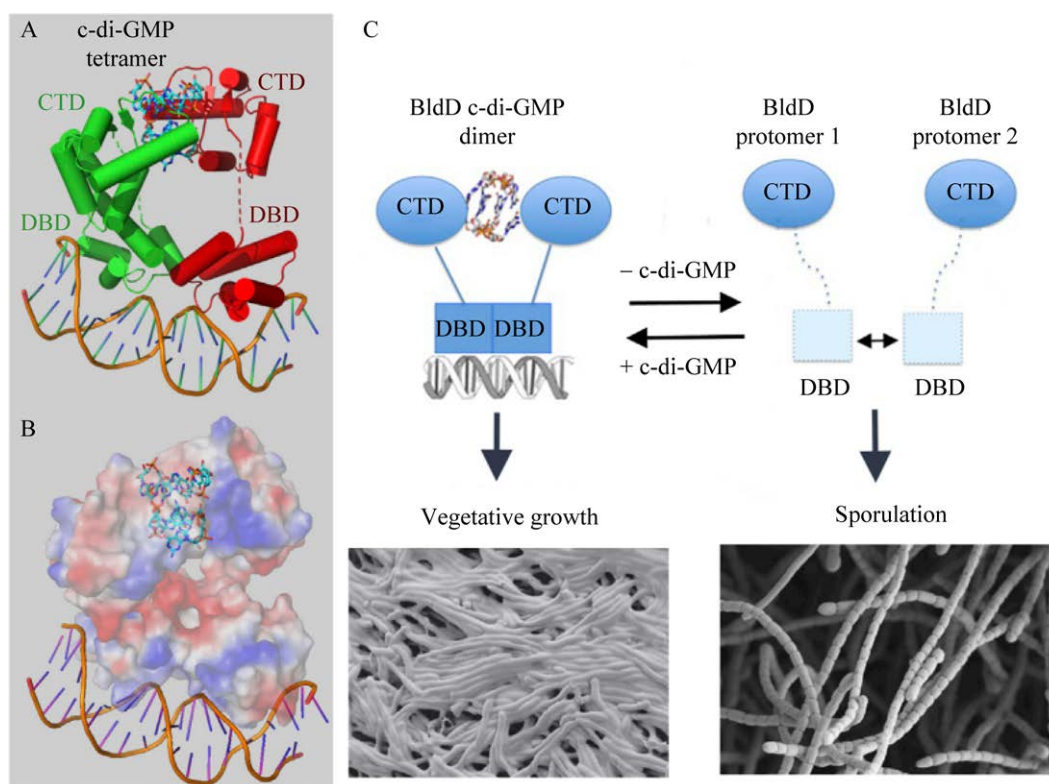 A
c-di-GMP
tetramer
CTD
CTD
DBD
DBD
B
C
BldD c-di-GMP
dimer
CTD
CTD
DBD DBD
− c-di-GMP
+ c-di-GMP
BldD
protomer 1
BldD
protomer 2
CTD
CTD
DBD
DBD
Vegetative growth
Sporulation